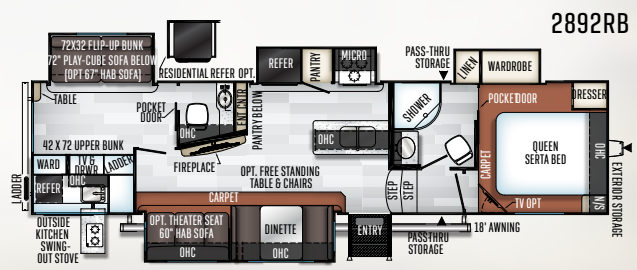 2892RB
72X32 FLIP-UP BUNK
72" PLAY-CUBE SOFA BELOW
(OPT 67" HAB SOFA)
RESIDENTIAL REFER OPT.
REFER
PANTRY
MICRO
PASS-THRU
STORAGE
LINEN
WARDROBE
TABLE
POCKET
DOOR
OHC
ENT. CNTR
PANTRY BELOW
SHOWER
POCKETDOOR
DRESSER
42 X 72 UPPER BUNK
FIREPLACE
OHC
OHC
QUEEN
SERTA BED
OHC
CARPET
WARD
TV &
DRWR
LADDER
OHC
REFER
OPT. FREE STANDING
TABLE & CHAIRS
STEP
STEP
LADDER
CARPET
TV OPT
S/N
EXTERIOR STORAGE
OUTSIDE
KITCHEN
SWING-
OUT STOVE
OPT. THEATER SEAT
60" HAB SOFA
OHC
DINETTE
OHC
ENTRY
PASS-THRU
STORAGE
18' AWNING